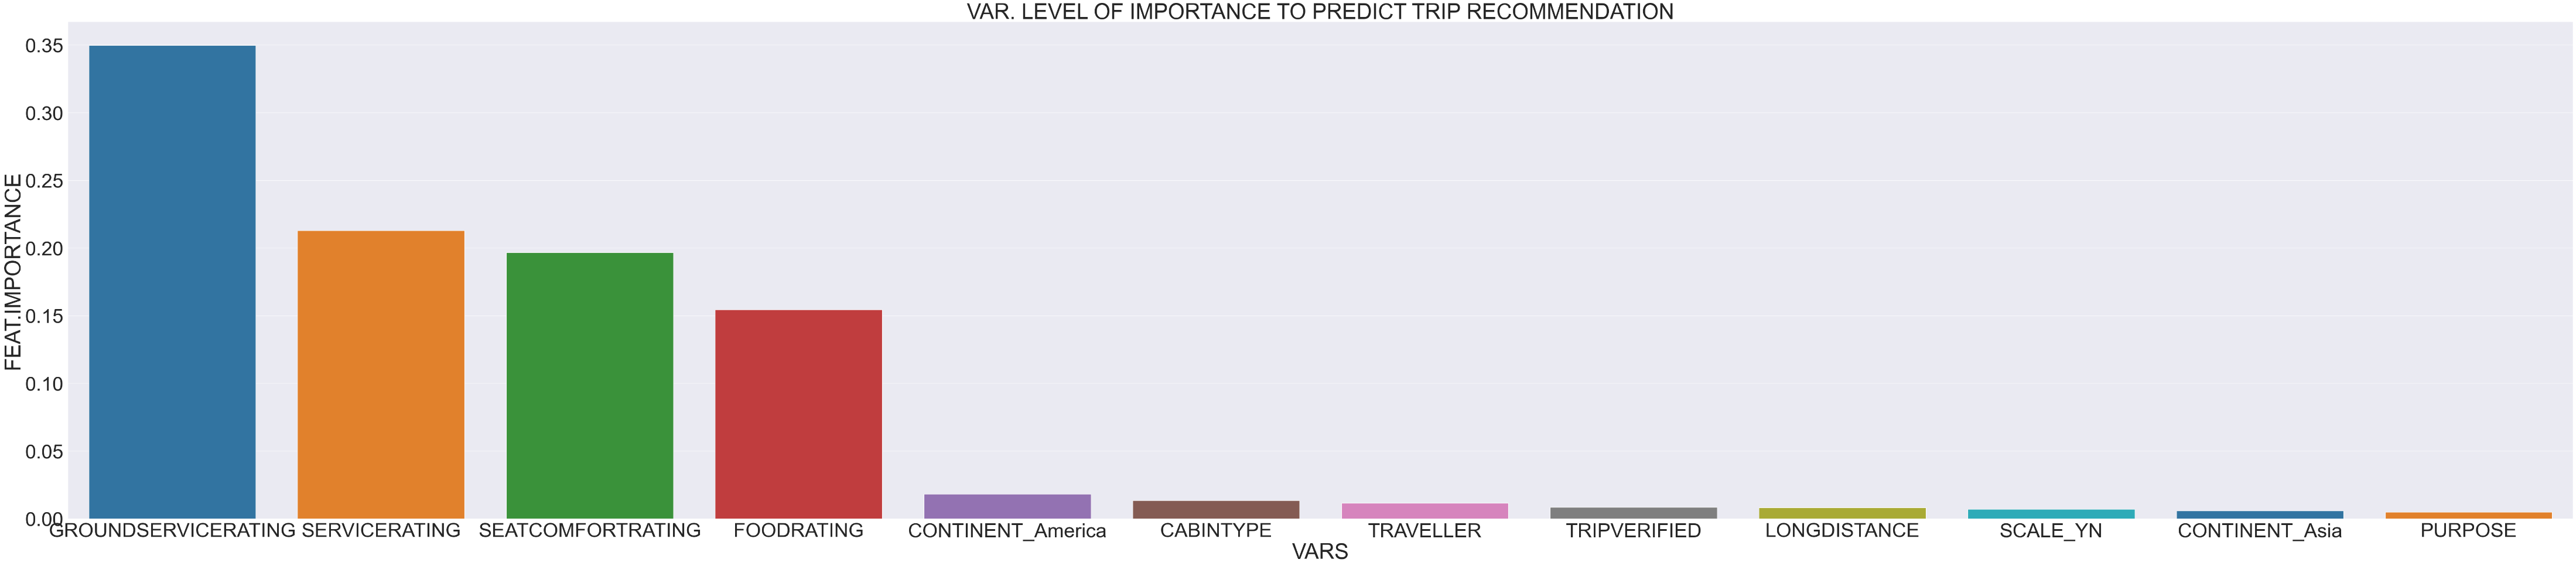 VAR. LEVEL OF IMPORTANCE TO PREDICT TRIP RECOMMENDATION
FEAT.IMPORTANCE
0.35
0.30
0.25
0.20
0.15
0.10
0.05
0.00
GROUNDSERVICERATING SERVICERATING SEATCOMFORTRATING FOODRATING CONTINENT_America CABINTYPE TRAVELLER TRIPVERIFIED LONGDISTANCE SCALE_YN CONTINENT_Asia PURPOSE
VARS